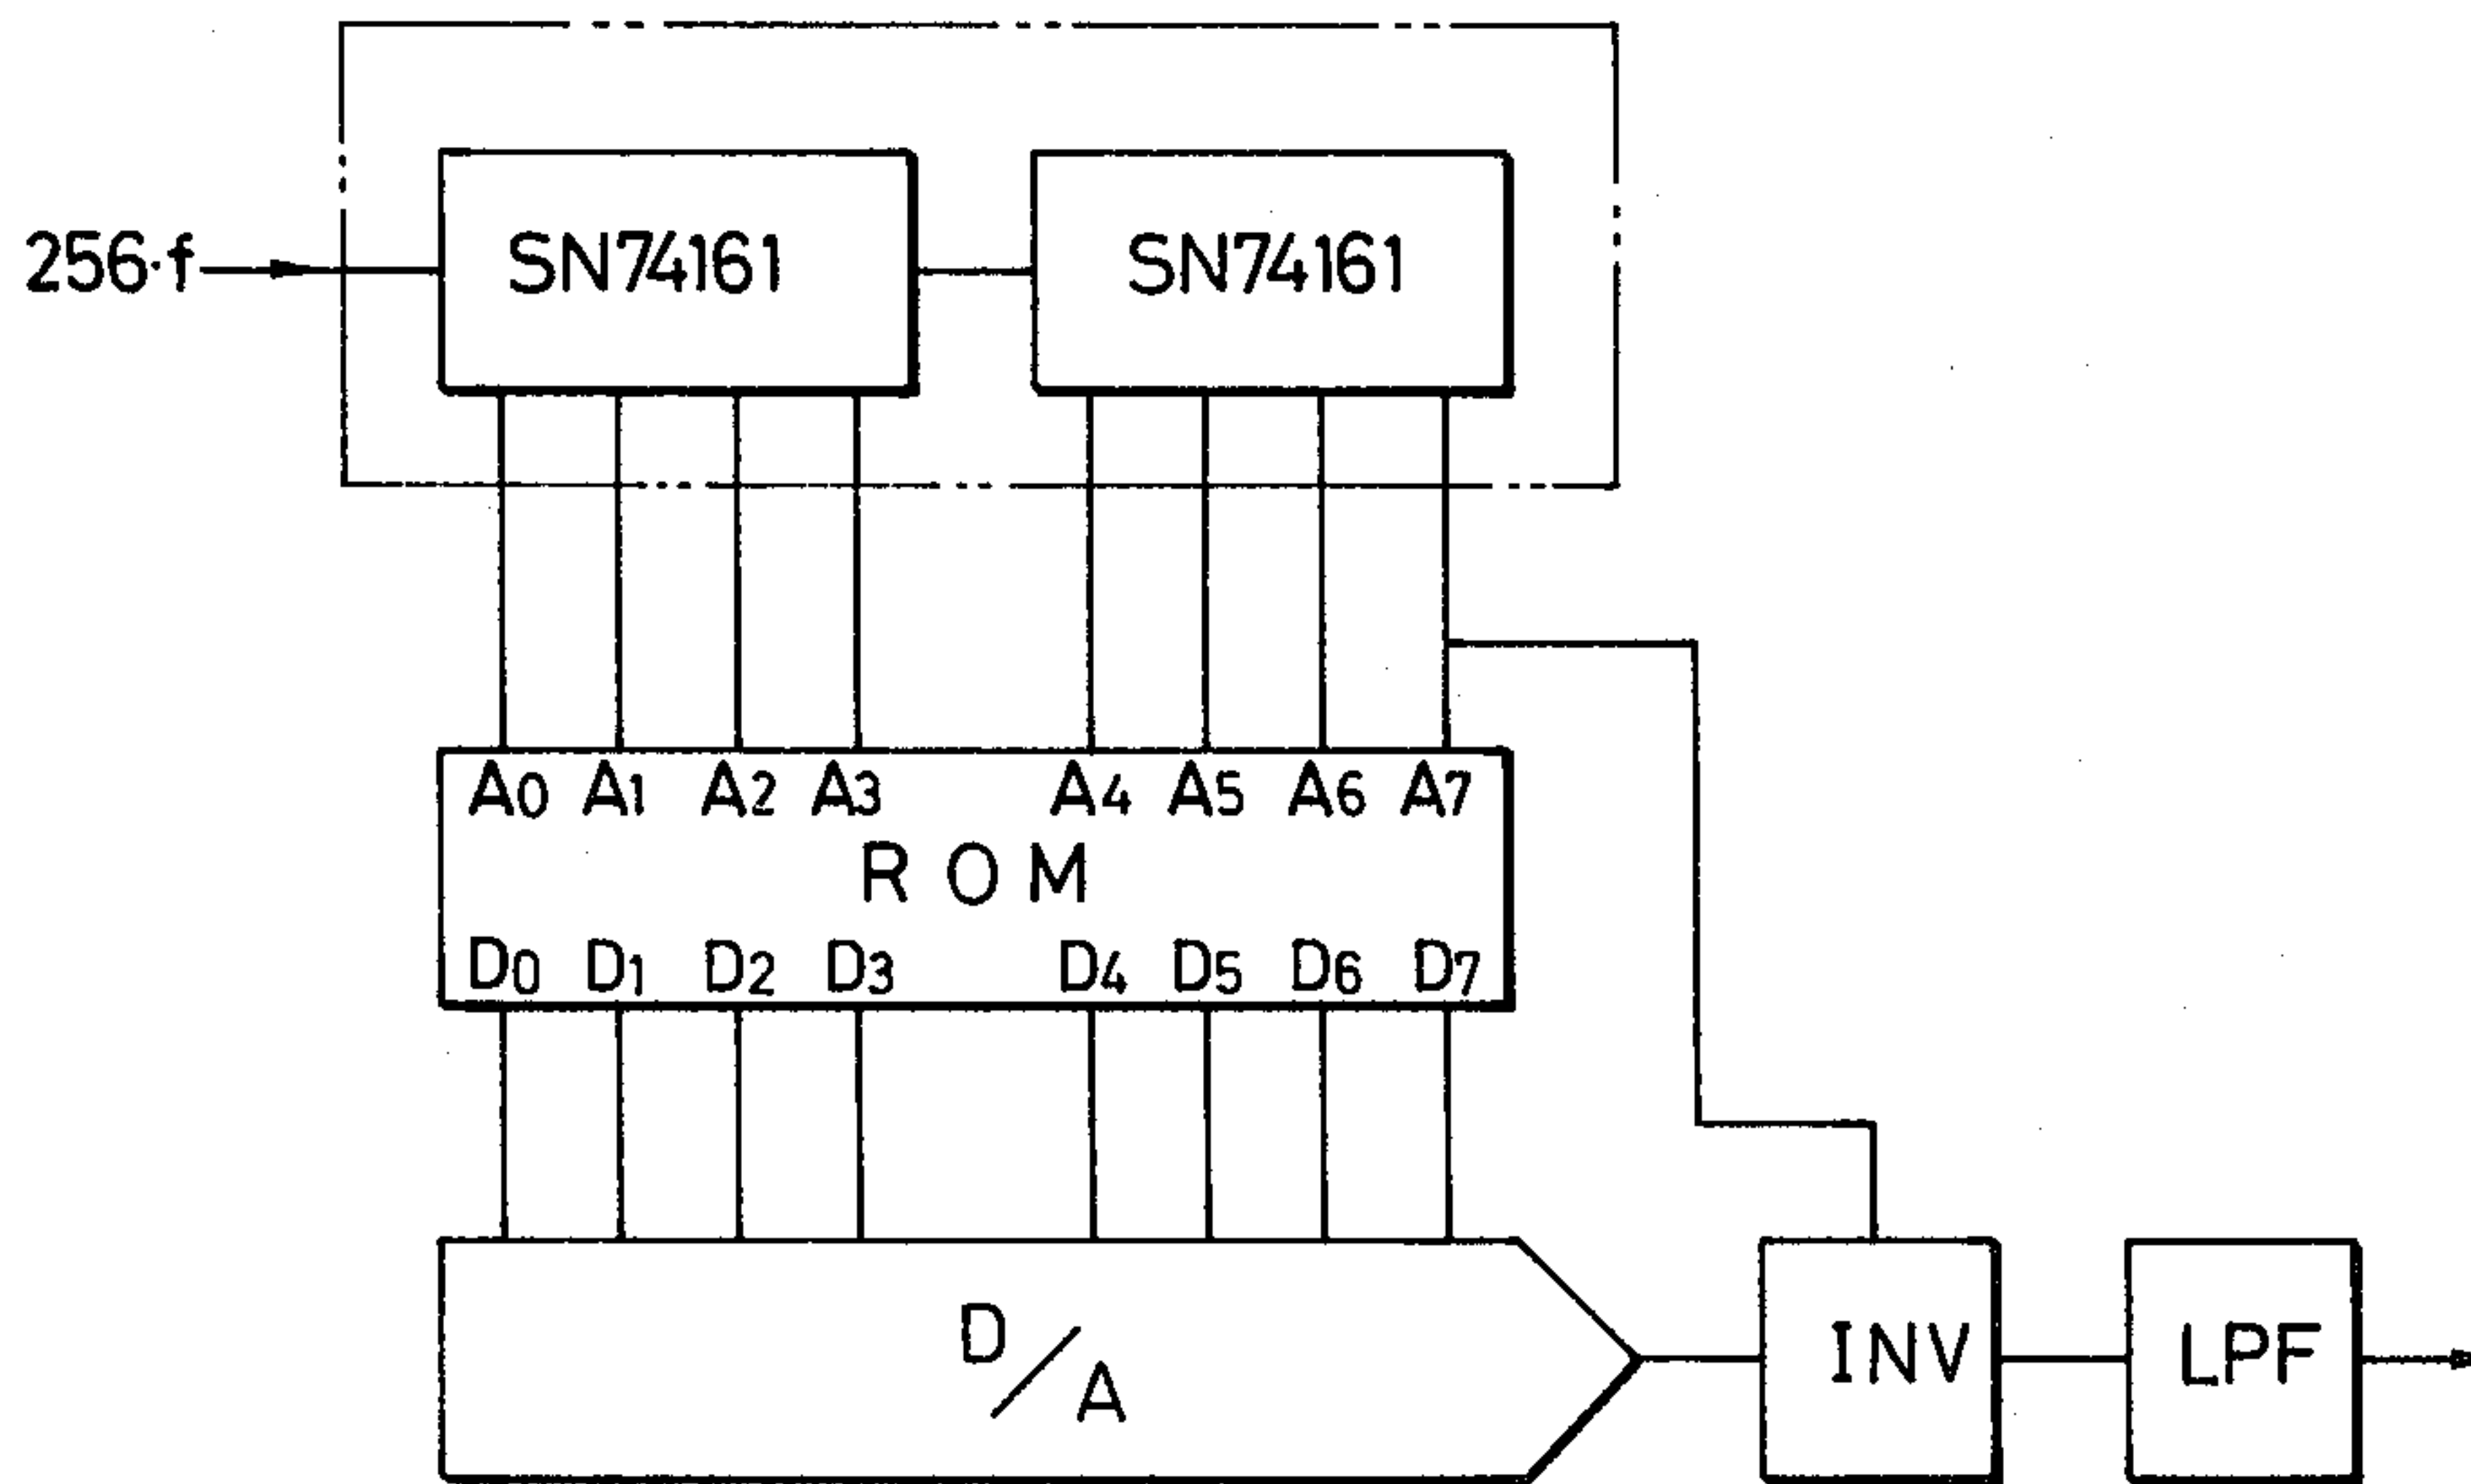 256·f SN74161 SN74161
A0 A1 A2 A3 A4 A5 A6 A7
ROM
D0 D1 D2 D3 D4 D5 D6 D7
D/A INV LPF